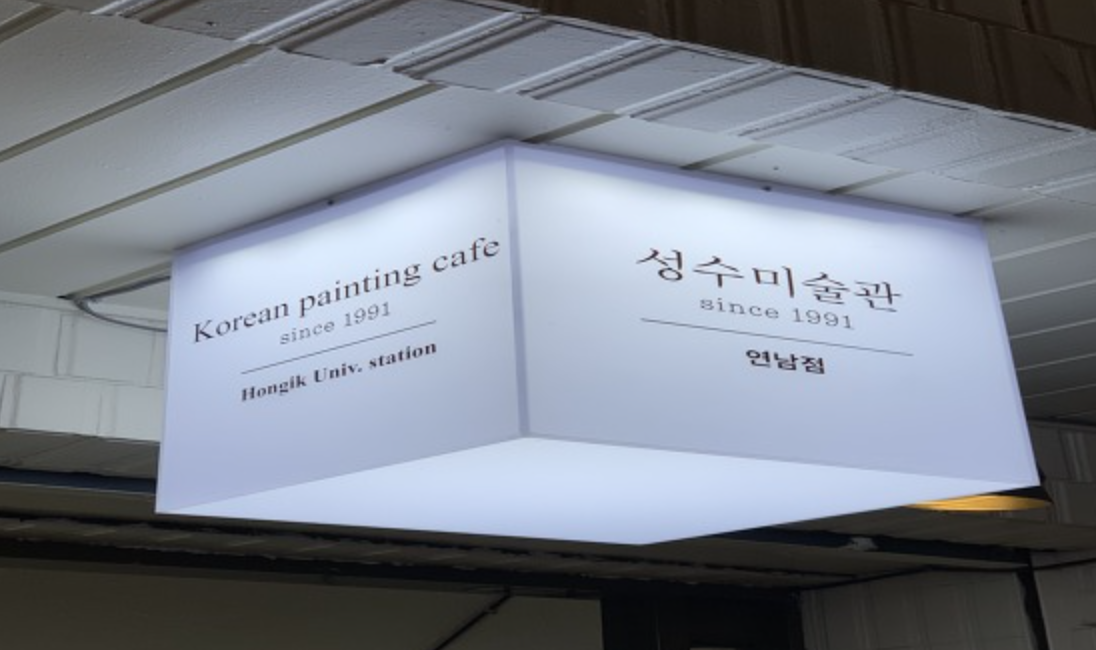 Korean painting cafe
since 1991
Hongik Univ. station
성수미술관
since 1991
연남점